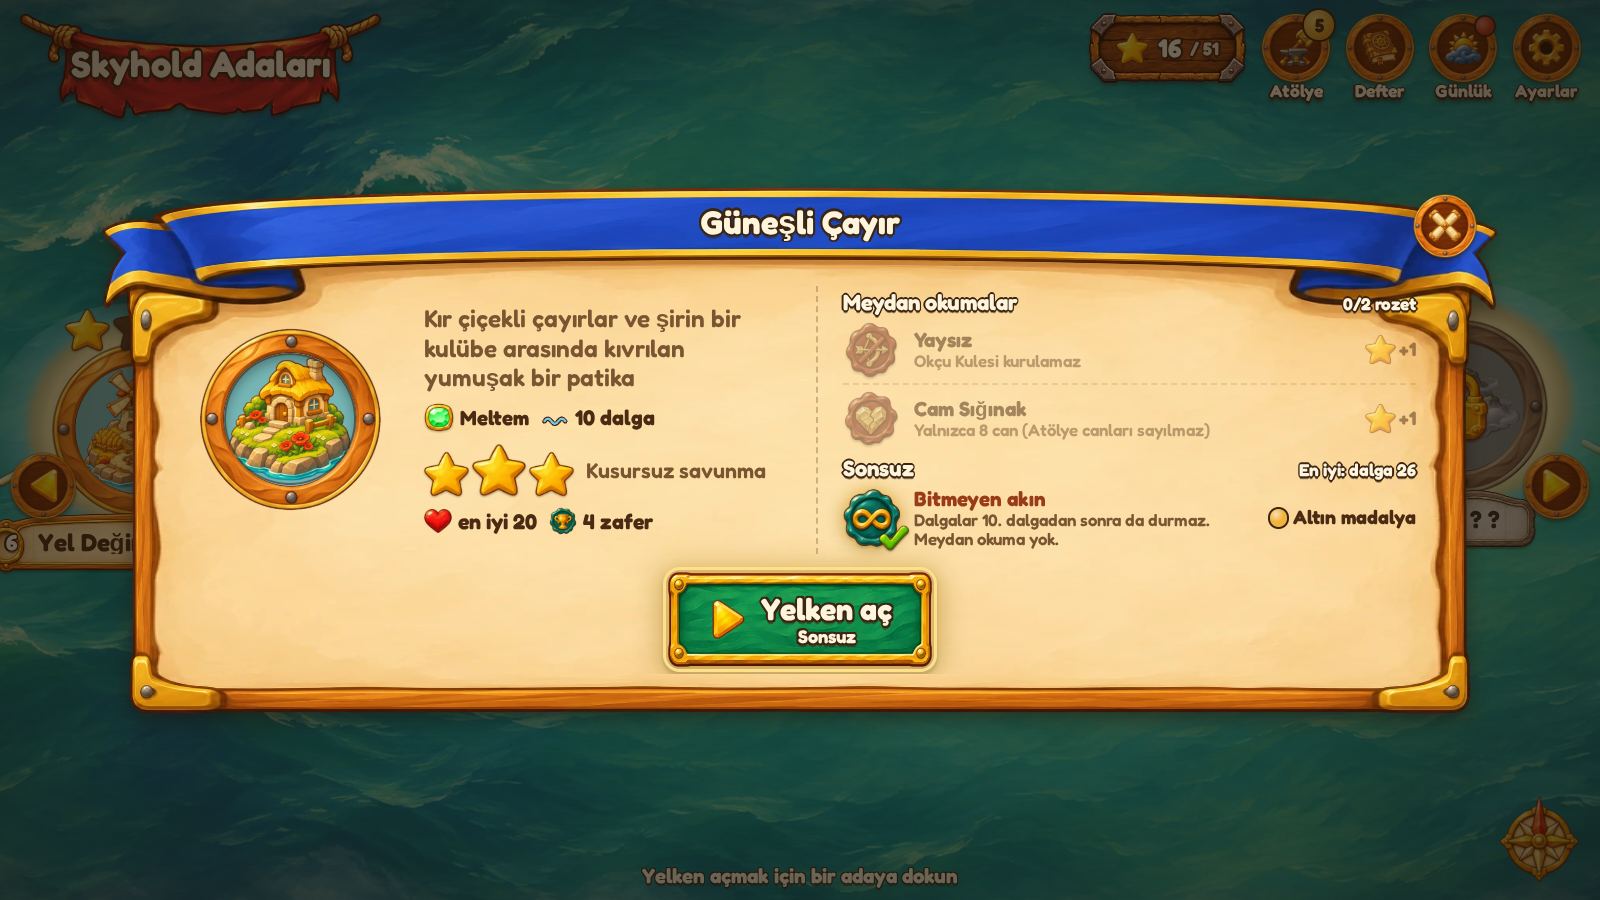 Skyhold Adaları
16 / 51
5
Atölye
Defter
Günlük
Ayarlar
Güneşli Çayır
Kır çiçekli çayırlar ve şirin bir
kulübe arasında kıvrılan
yumuşak bir patika
Meltem
10 dalga
Kusursuz savunma
en iyi 20
4 zafer
Meydan okumalar
0/2 rozet
Yaysız
Okçu Kulesi kurulamaz
+1
Cam Sığınak
Yalnızca 8 can (Atölye canları sayılmaz)
+1
Sonsuz
En iyi: dalga 26
Bitmeyen akın
Dalgalar 10. dalgadan sonra da durmaz.
Meydan okuma yok.
Altın madalya
6
Yel Deği
? ?
Yelken aç
Sonsuz
Yelken açmak için bir adaya dokun